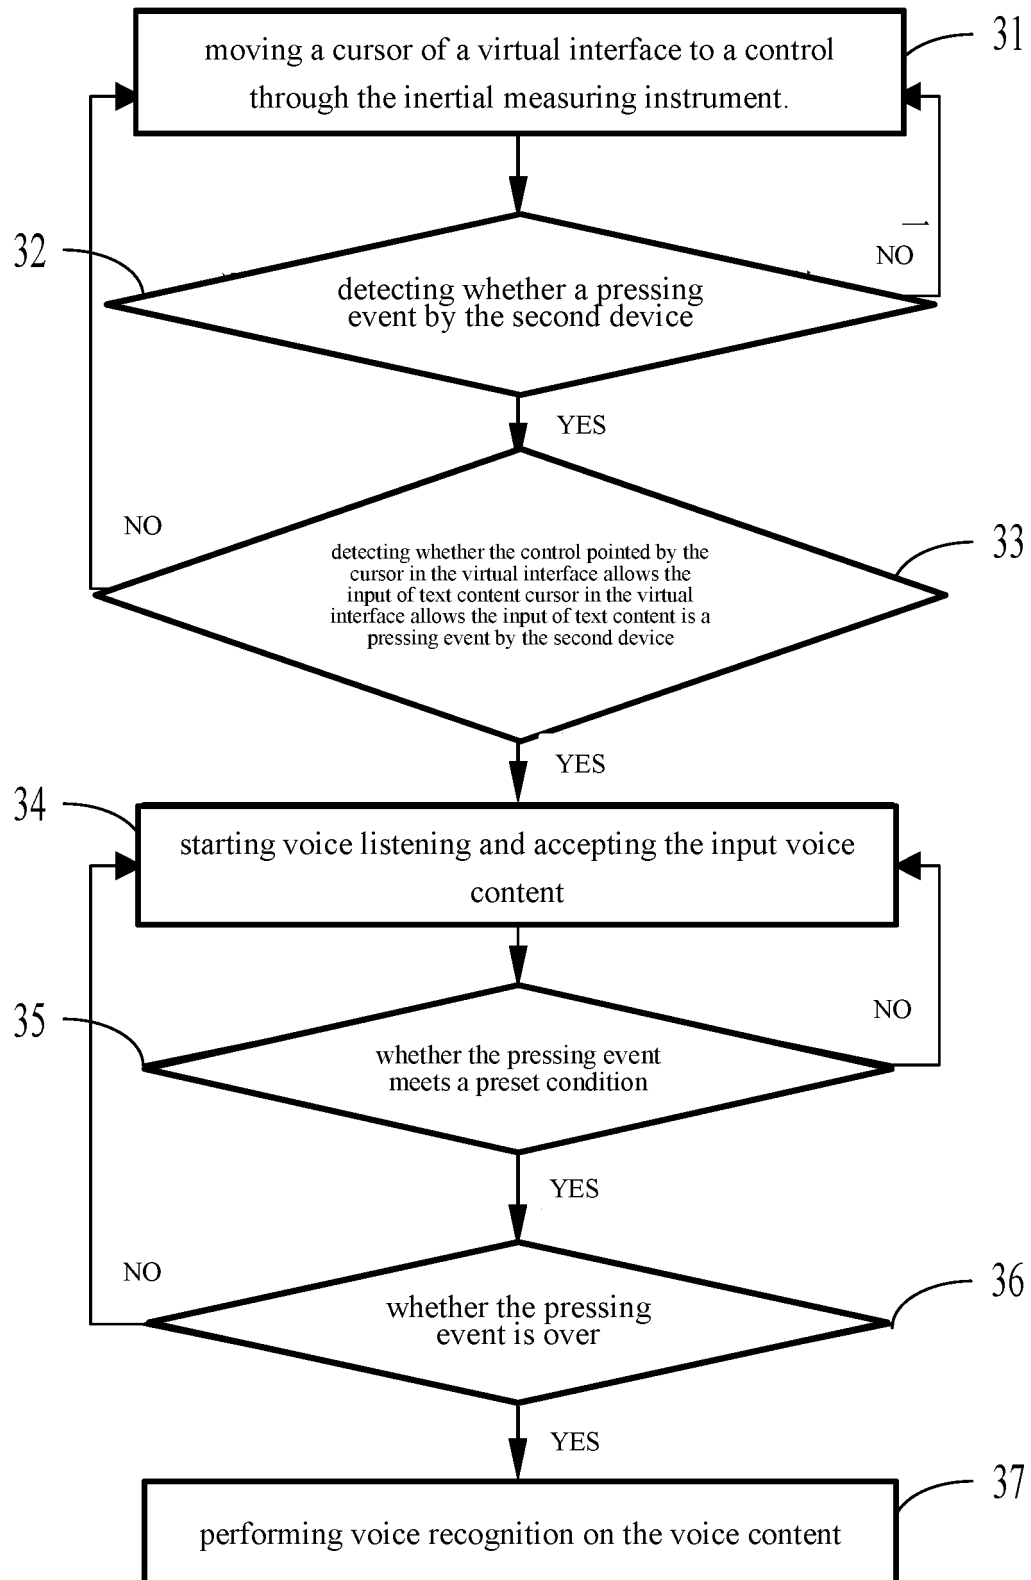 31
moving a cursor of a virtual interface to a control
through the inertial measuring instrument.
32
NO
detecting whether a pressing
event by the second device
YES
NO
33
detecting whether the control pointed by the
cursor in the virtual interface allows the
input of text content cursor in the virtual
interface allows the input of text content is a
pressing event by the second device
YES
34
starting voice listening and accepting the input voice
content
35
NO
whether the pressing event
meets a preset condition
YES
NO
36
whether the pressing
event is over
YES
37
performing voice recognition on the voice content